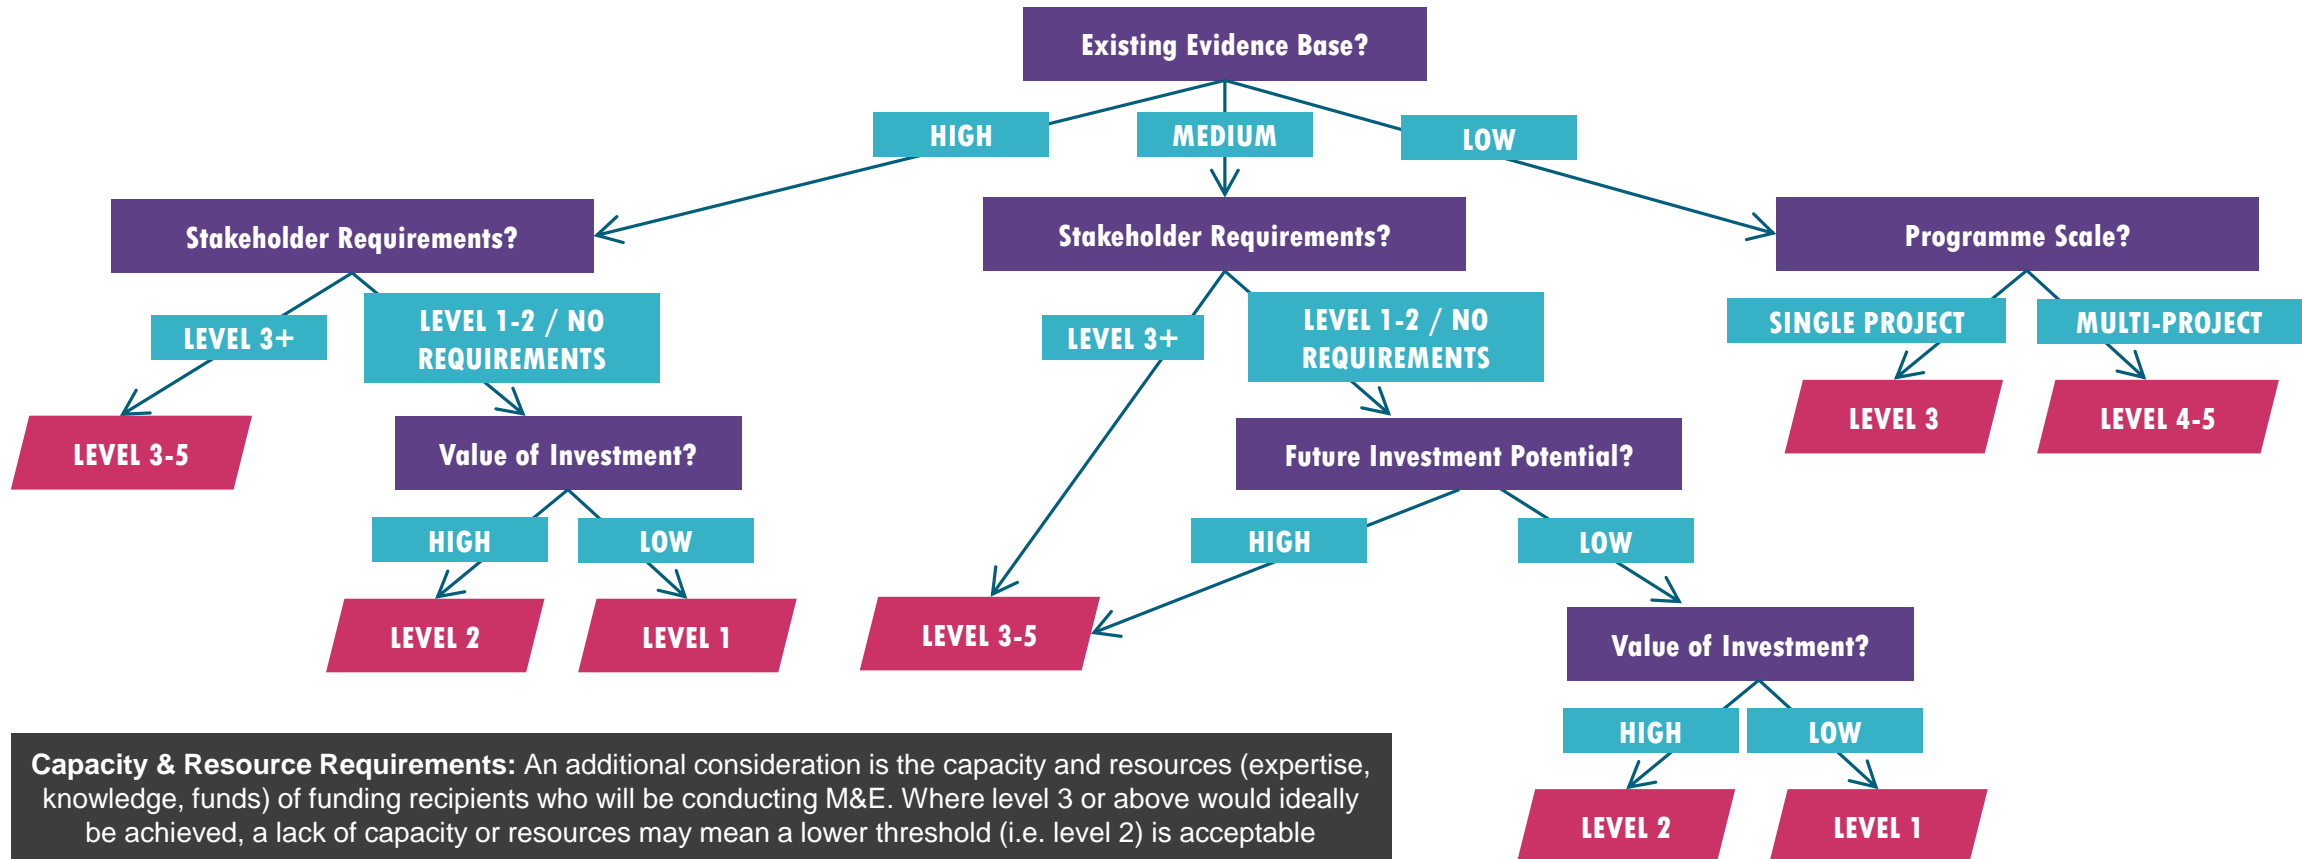 Existing Evidence Base?
HIGH
MEDIUM
LOW
Stakeholder Requirements?
Stakeholder Requirements?
Programme Scale?
LEVEL 3+
LEVEL 1-2 / NO
REQUIREMENTS
LEVEL 3+
LEVEL 1-2 / NO
REQUIREMENTS
SINGLE PROJECT
MULTI-PROJECT
LEVEL 3-5
Value of Investment?
Future Investment Potential?
LEVEL 3
LEVEL 4-5
HIGH
LOW
HIGH
LOW
LEVEL 2
LEVEL 1
LEVEL 3-5
Value of Investment?
HIGH
LOW
LEVEL 2
LEVEL 1
Capacity & Resource Requirements: An additional consideration is the capacity and resources (expertise,
knowledge, funds) of funding recipients who will be conducting M&E. Where level 3 or above would ideally
be achieved, a lack of capacity or resources may mean a lower threshold (i.e. level 2) is acceptable